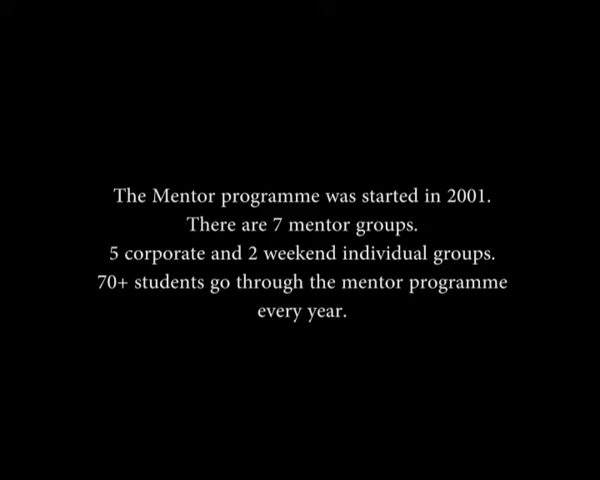 The Mentor programme was started in 2001.
There are 7 mentor groups.
5 corporate and 2 weekend individual groups.
70+ students go through the mentor programme
every year.